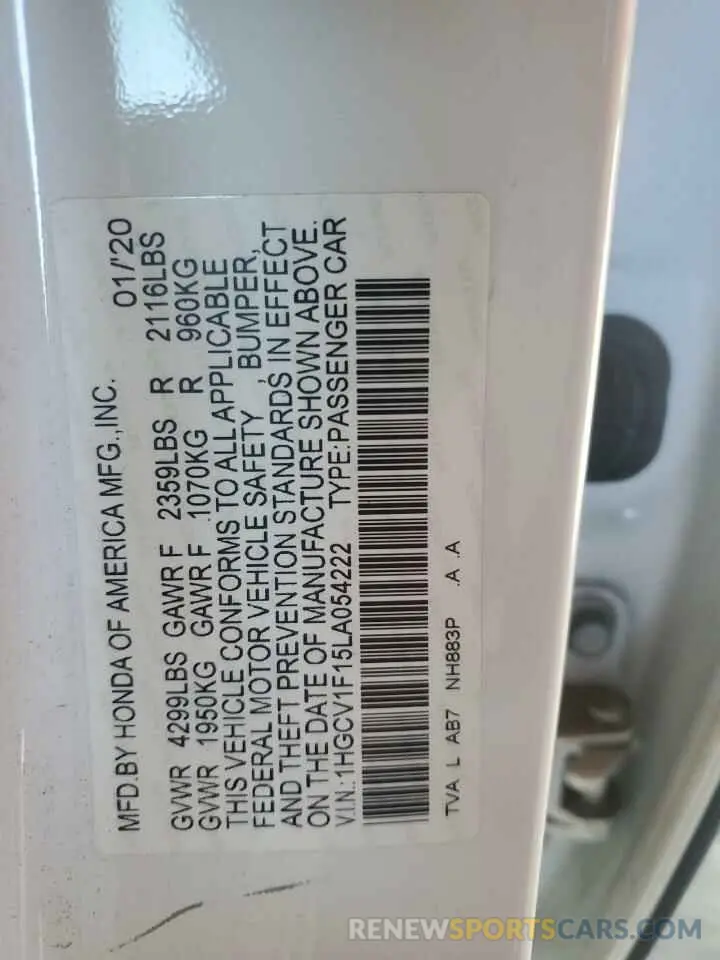 MFD.BY HONDA OF AMERICA MFG.,INC. 01/'20
GVWR 4299LBS GAWR F 2359LBS R 2116LBS
GVWR 1950KG GAWR F 1070KG R 960KG
THIS VEHICLE CONFORMS TO ALL APPLICABLE
FEDERAL MOTOR VEHICLE SAFETY, BUMPER,
AND THEFT PREVENTION STANDARDS IN EFFECT
ON THE DATE OF MANUFACTURE SHOWN ABOVE.
V.I.N.:1HGCV1F15LA054222 TYPE:PASSENGER CAR
TVA L AB7 NH883P .A .A
RENEWSPORTSCARS.COM